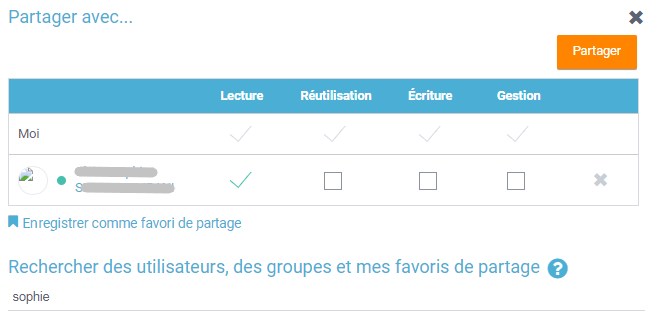 Partager avec...
Partager
Lecture Réutilisation Écriture Gestion
Moi
Enregistrer comme favori de partage
Rechercher des utilisateurs, des groupes et mes favoris de partage ?
sophie